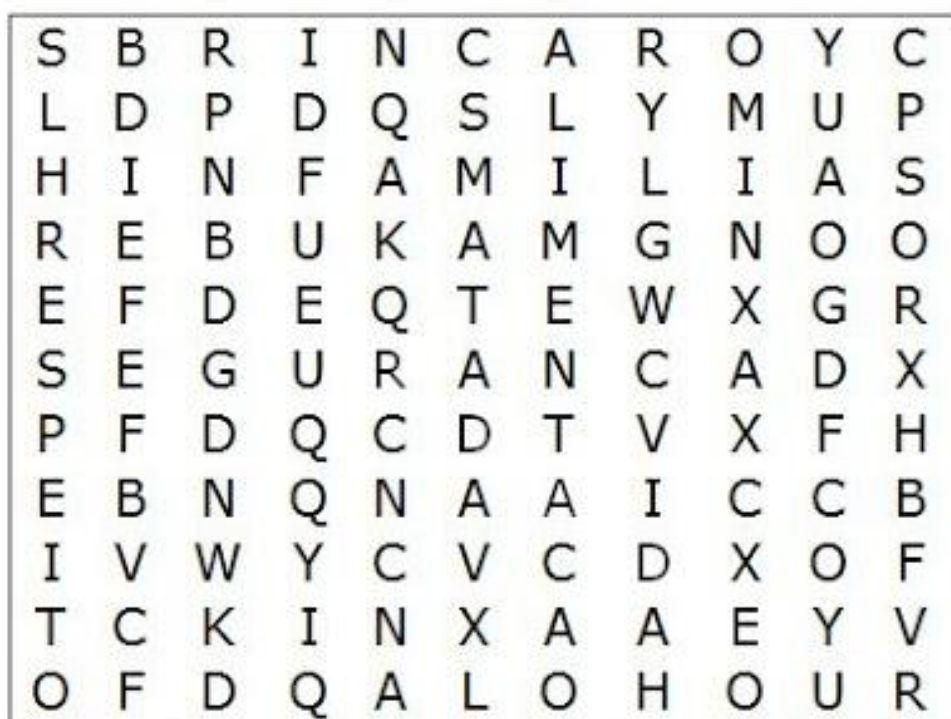 S B R I N C A R O Y C
L D P D Q S L Y M U P
H I N F A M I L I A S
R E B U K A M G N O O
E F D E Q T E W X G R
S E G U R A N C A D X
P F D Q C D T V X F H
E B N Q N A A I C C B
I V W Y C V C D X O F
T C K I N X A A E Y V
O F D Q A L O H O U R